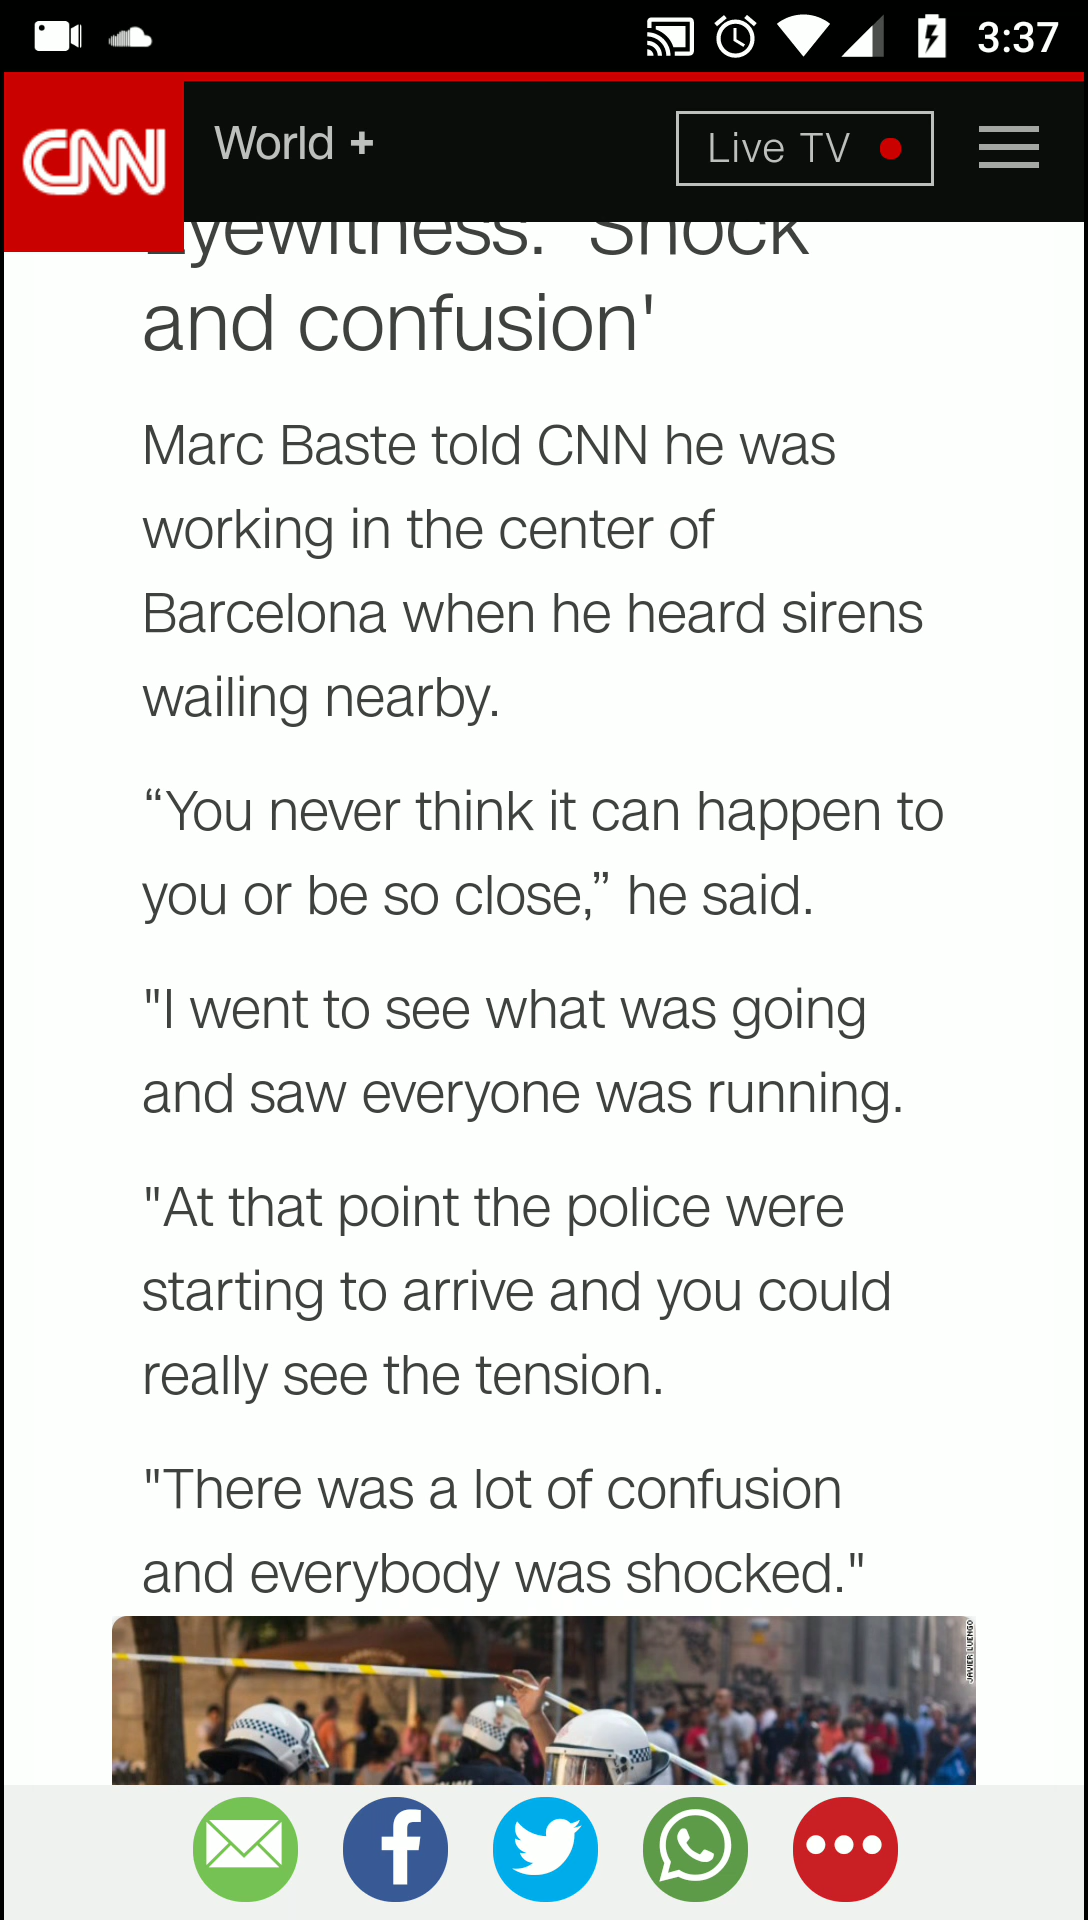 3:37
CNN
World +
Live TV
Eyewitness: 'Shock
and confusion'
Marc Baste told CNN he was
working in the center of
Barcelona when he heard sirens
wailing nearby.
“You never think it can happen to
you or be so close,” he said.
"I went to see what was going
and saw everyone was running.
"At that point the police were
starting to arrive and you could
really see the tension.
"There was a lot of confusion
and everybody was shocked."
JAVIER LUENGO